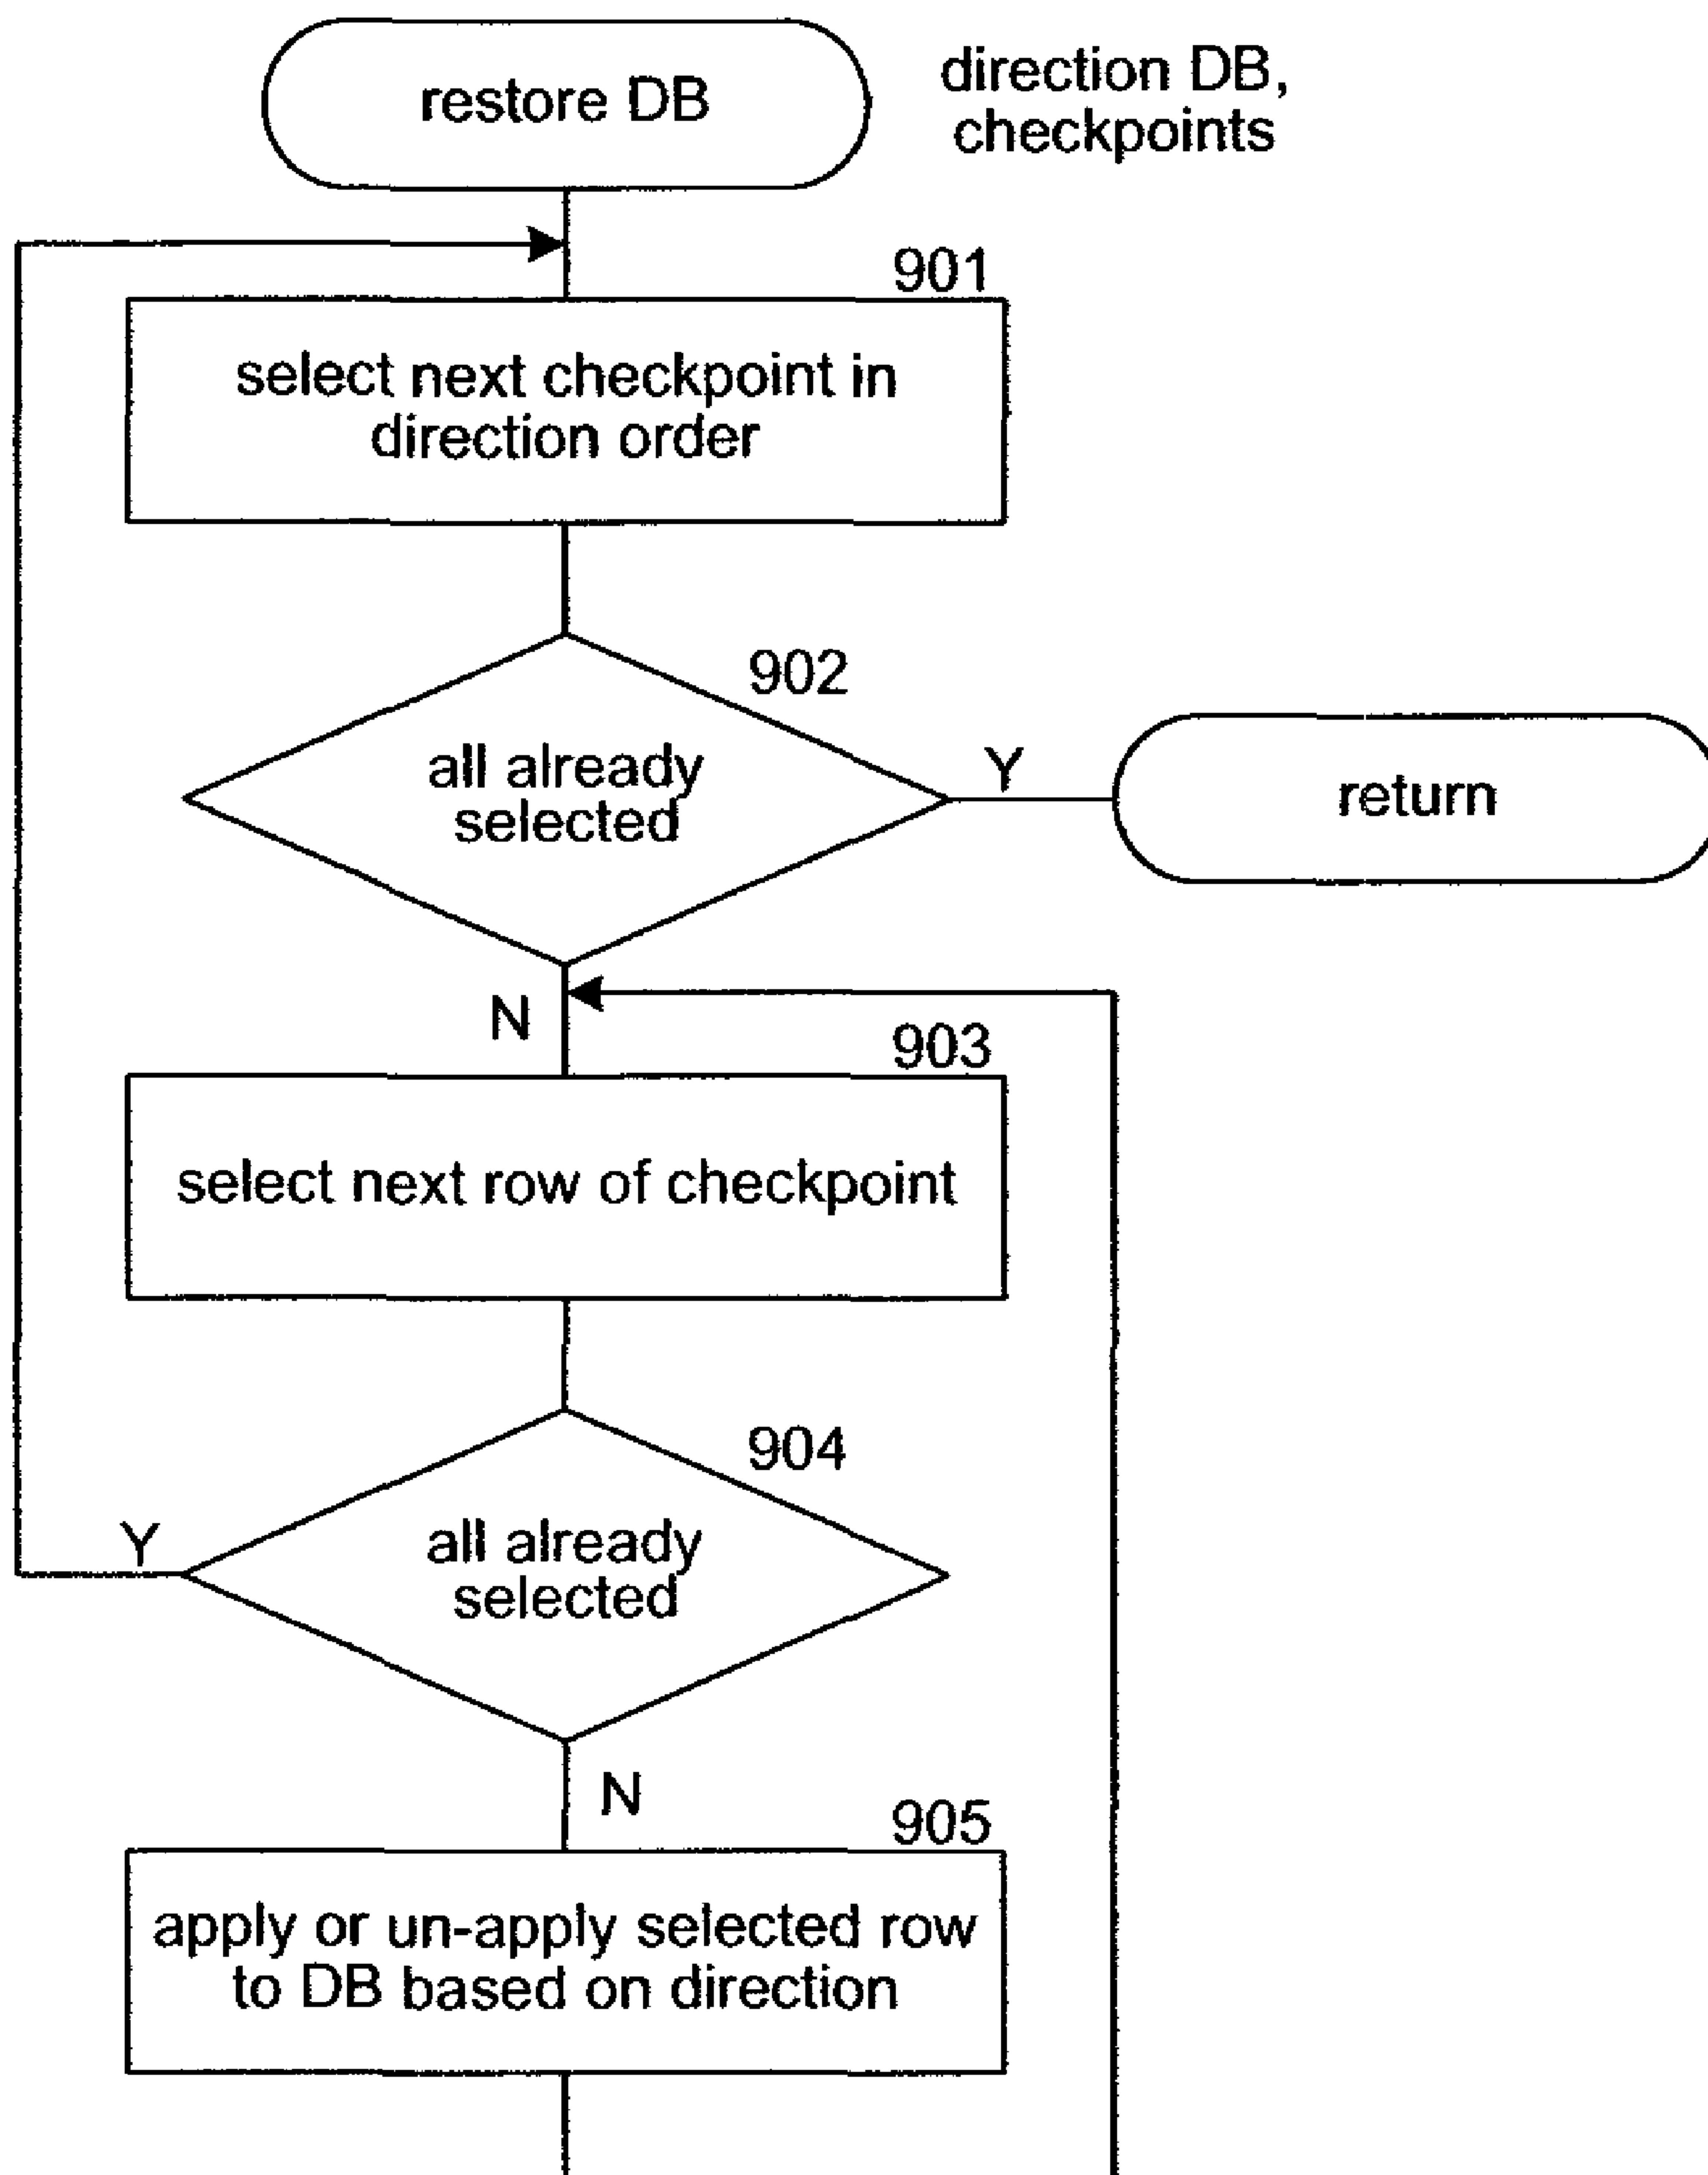 restore DB
direction DB,
checkpoints
901
select next checkpoint in
direction order
902
all already
selected
Y
return
N
903
select next row of checkpoint
904
all already
selected
Y
N
905
apply or un-apply selected row
to DB based on direction